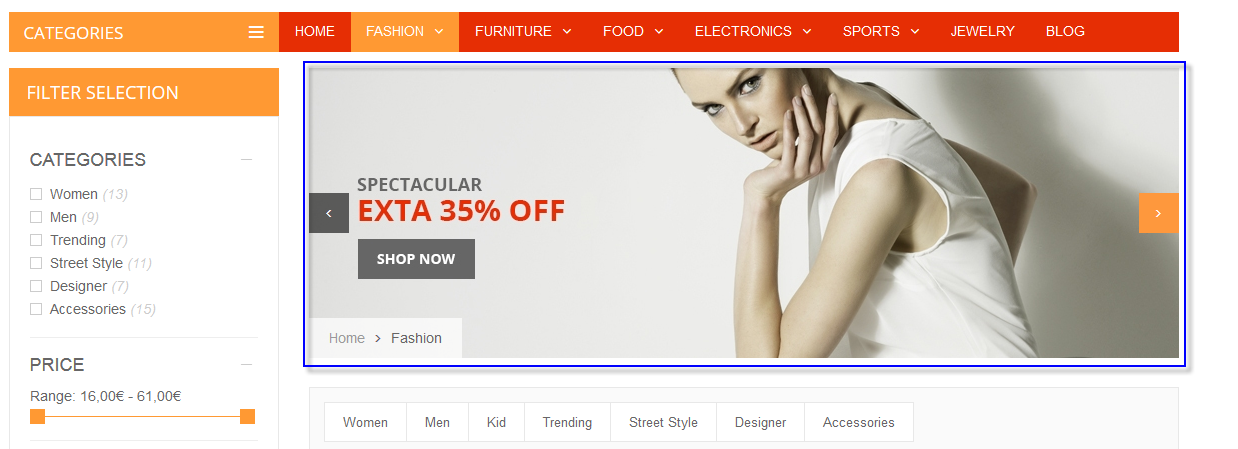 CATEGORIES HOME FASHION FURNITURE FOOD ELECTRONICS SPORTS JEWELRY BLOG
FILTER SELECTION
CATEGORIES
Women (13)
Men (9)
Trending (7)
Street Style (11)
Designer (7)
Accessories (15)
PRICE
Range: 16,00€ - 61,00€
SPECTACULAR
EXTA 35% OFF
SHOP NOW
Home > Fashion
Women Men Kid Trending Street Style Designer Accessories